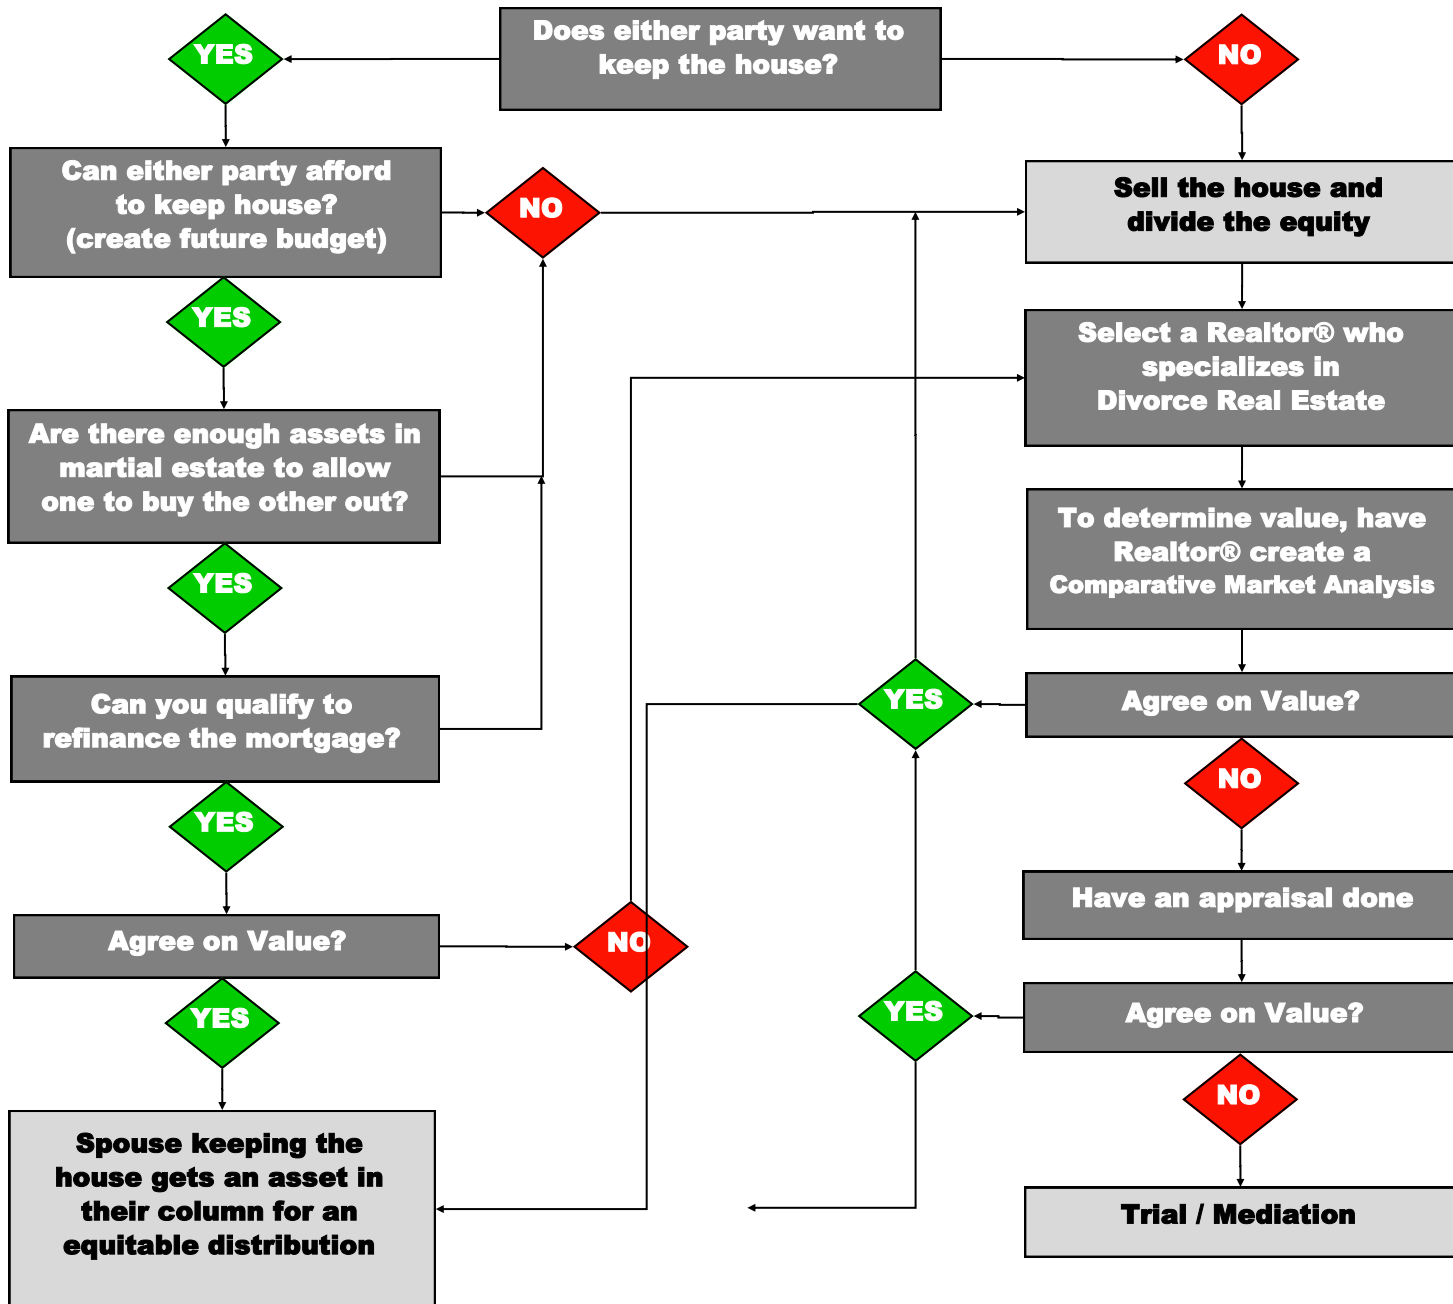 Does either party want to
keep the house?
YES
NO
Can either party afford
to keep house?
(create future budget)
NO
Sell the house and
divide the equity
YES
Select a Realtor® who
specializes in
Divorce Real Estate
Are there enough assets in
martial estate to allow
one to buy the other out?
To determine value, have
Realtor® create a
Comparative Market Analysis
YES
Can you qualify to
refinance the mortgage?
YES
Agree on Value?
NO
YES
Have an appraisal done
Agree on Value?
NO
YES
YES
Agree on Value?
NO
Spouse keeping the
house gets an asset in
their column for an
equitable distribution
Trial / Mediation